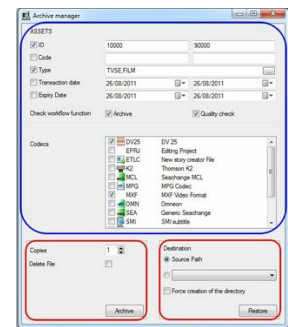 Archive manager
ASSETS
ID 10000 90000
Code
Type TVSE,FILM ...
Transaction date 26/08/2011 26/08/2011
Expiry Date 26/08/2011 26/08/2011
Check workflow function Archive Quality check
Codecs
DV25 DV 25
EFRU Editing Project
ETLC New story creator File
K2 Thomson K2
MCL Seachange MCL
MPG MPG Codec
MXF MXF Video Format
OMN Omneon
SEA Generic Seachange
SMI SMI subtitle
Copies 1
Delete File
Archive
Destination
Source Path
Force creation of the directory
Restore